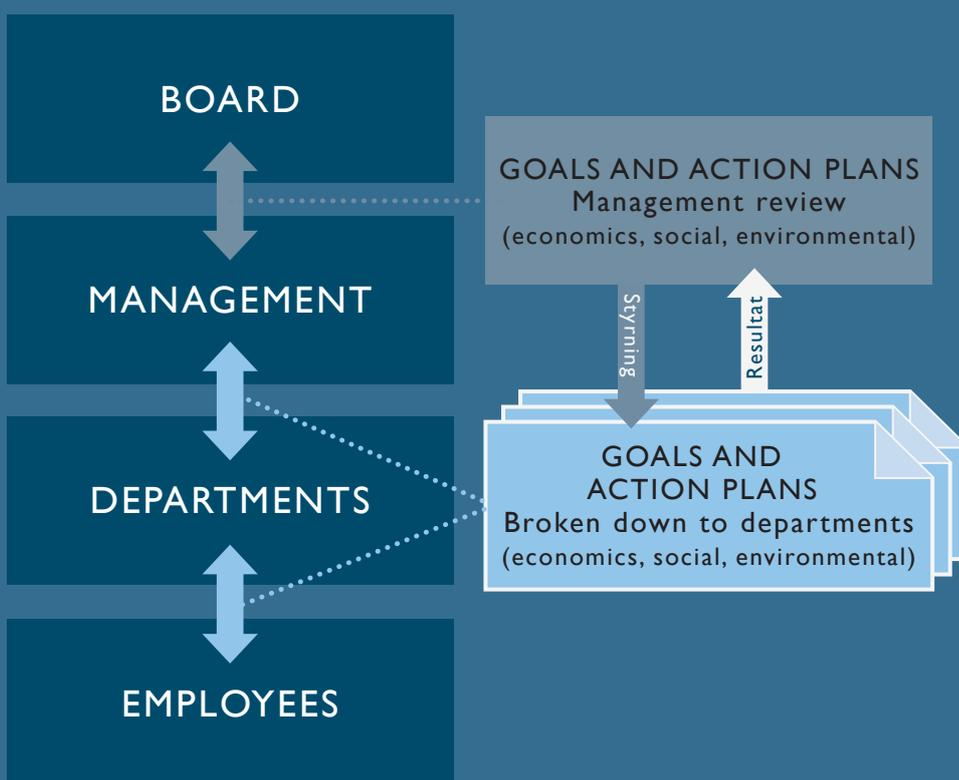 BOARD
MANAGEMENT
DEPARTMENTS
EMPLOYEES
GOALS AND ACTION PLANS
Management review
(economics, social, environmental)
Styrning
Resultat
GOALS AND
ACTION PLANS
Broken down to departments
(economics, social, environmental)